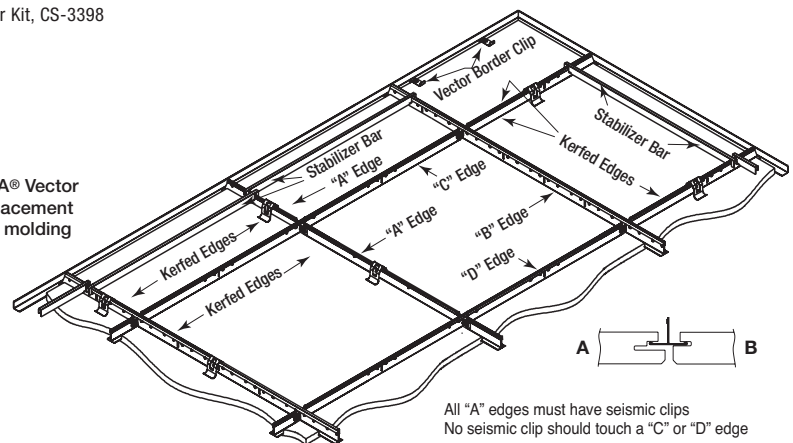 r Kit, CS-3398
Vector Border Clip
Stabilizer Bar
Kerfed Edges
Stabilizer Bar
"A" Edge
"C" Edge
A® Vector
acement
molding
"A" Edge
"B" Edge
"D" Edge
Kerfed Edges
Kerfed Edges
A
B
All "A" edges must have seismic clips
No seismic clip should touch a "C" or "D" edge